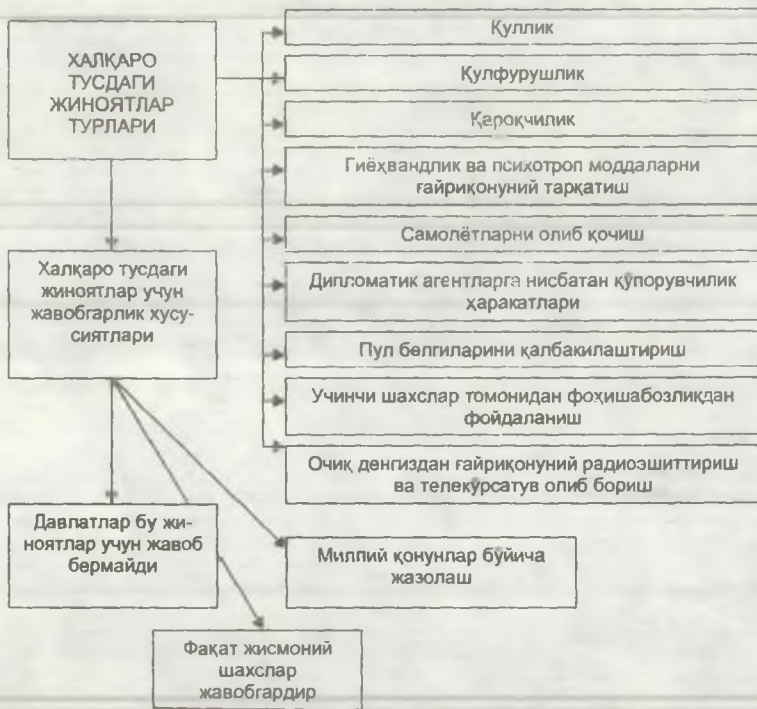 ХАЛҚАРО
ТУСДАГИ
ЖИНОЯТЛАР
ТУРЛАРИ
Қуллик
Қулфурушлик
Қароқчилик
Гиёҳвандлик ва психотроп моддаларни
ғайриқонуний тарқатиш
Самолётларни олиб қочиш
Дипломатик агентларга нисбатан қўпорувчилик
ҳаракатлари
Пул белгиларини қалбакилаштириш
Учинчи шахслар томонидан фоҳишабозликдан
фойдаланиш
Очиқ денгиздан ғайриқонуний радиоэшиттириш
ва телекурсатув олиб бориш
Халқаро тусдаги
жиноятлар учун
жавобгарлик хусу-
сиятлари
Давлатлар бу жи-
ноятлар учун жавоб
бермайди
Миллий қонунлар буйича
жазолаш
Фақат жисмоний
шахслар
жавобгардир